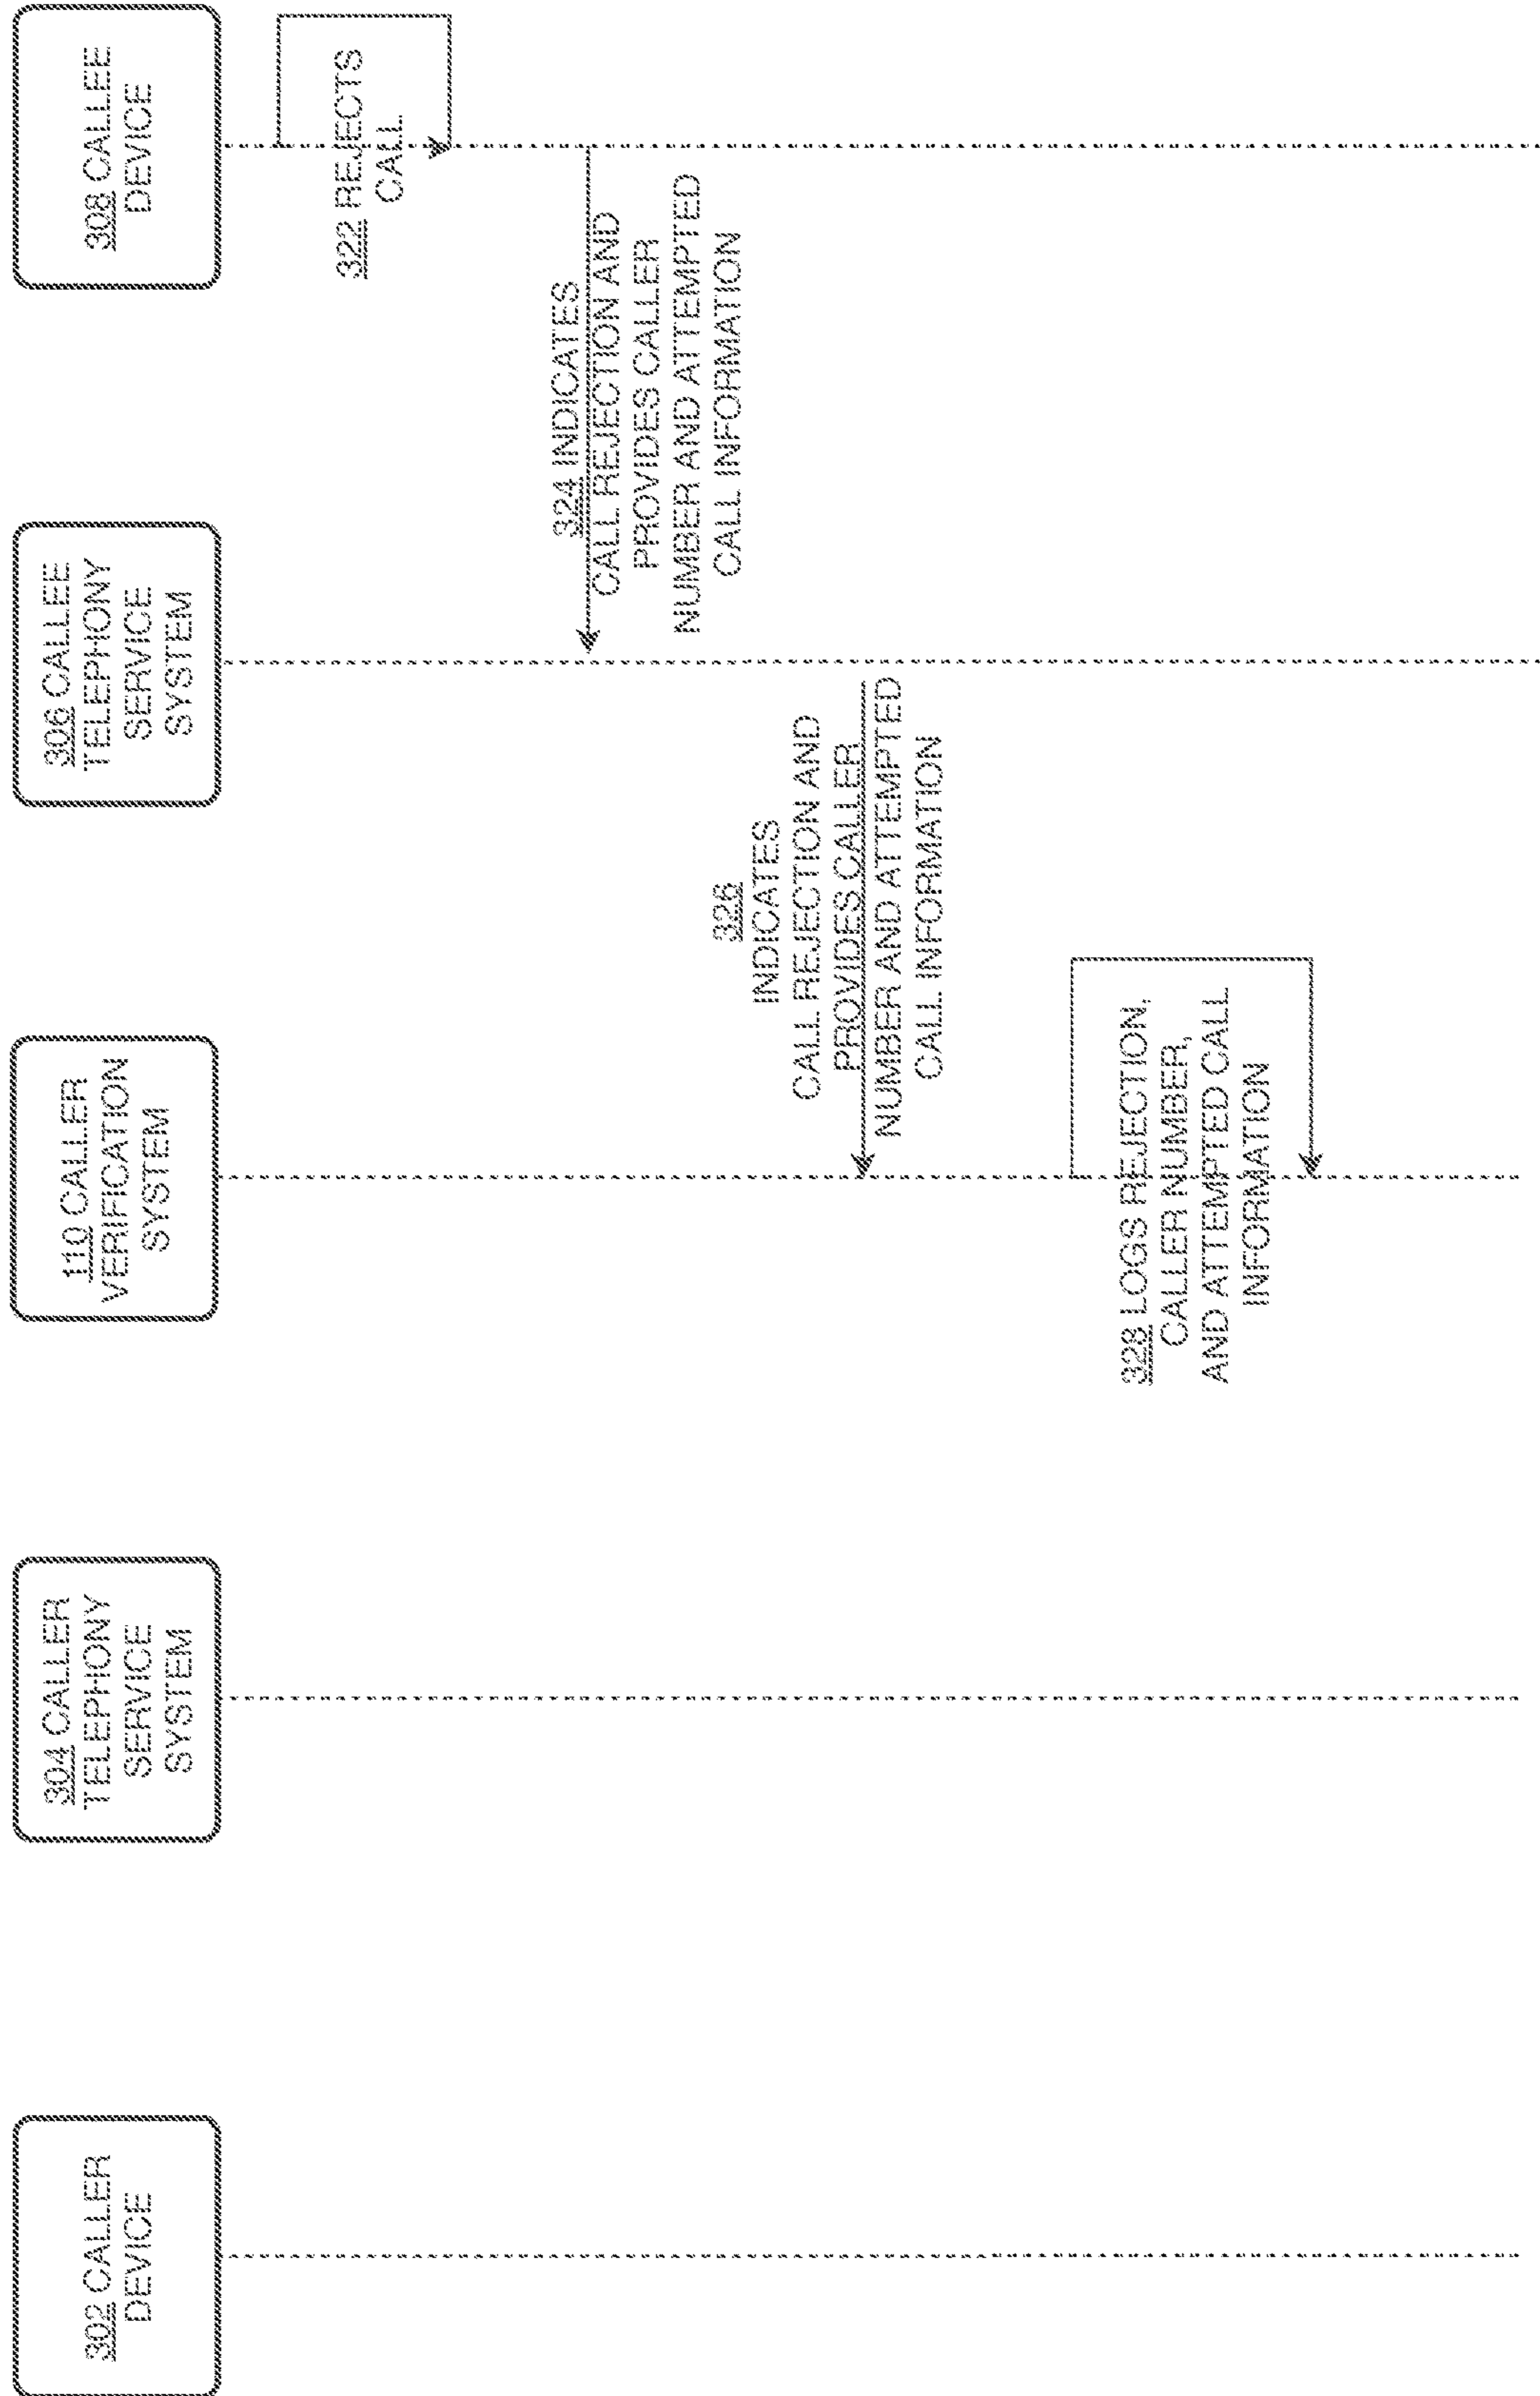 302 CALLER
DEVICE
304 CALLER
TELEPHONY
SERVICE
SYSTEM
110 CALLER
VERIFICATION
SYSTEM
306 CALLEE
TELEPHONY
SERVICE
SYSTEM
308 CALLEE
DEVICE
322 REJECTS
CALL
324 INDICATES
CALL REJECTION AND
PROVIDES CALLER
NUMBER AND ATTEMPTED
CALL INFORMATION
326
INDICATES
CALL REJECTION AND
PROVIDES CALLER
NUMBER AND ATTEMPTED
CALL INFORMATION
328 LOGS REJECTION,
CALLER NUMBER,
AND ATTEMPTED CALL
INFORMATION